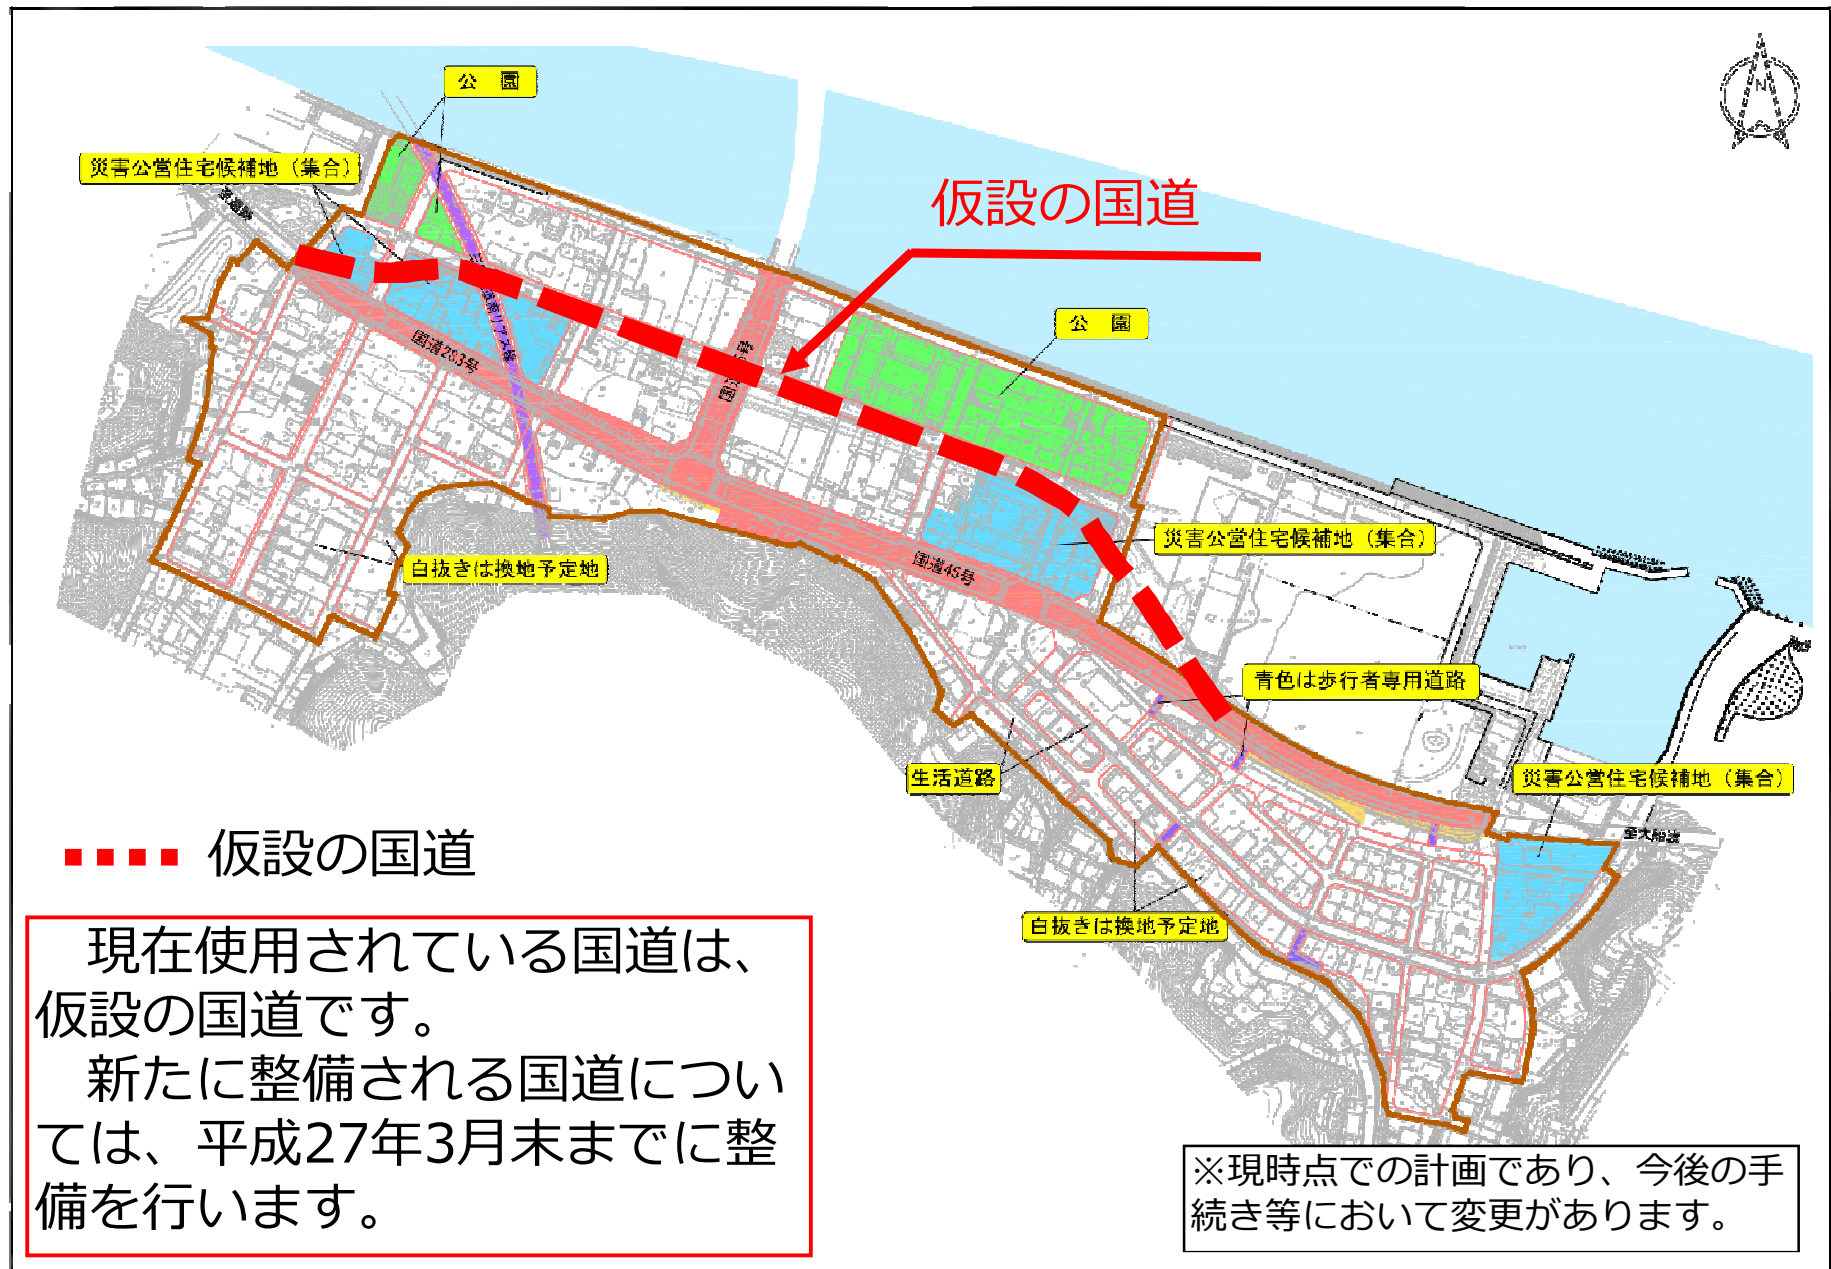 公 園
災害公営住宅候補地（集合）
N
仮設の国道
公 園
国道283号
災害公営住宅候補地（集合）
白抜きは換地予定地
国道45号
青色は歩行者専用道路
生活道路
災害公営住宅候補地（集合）
至大船渡
白抜きは換地予定地
仮設の国道
現在使用されている国道は、
仮設の国道です。
新たに整備される国道につい
ては、平成27年3月末までに整
備を行います。
※現時点での計画であり、今後の手
続き等において変更があります。